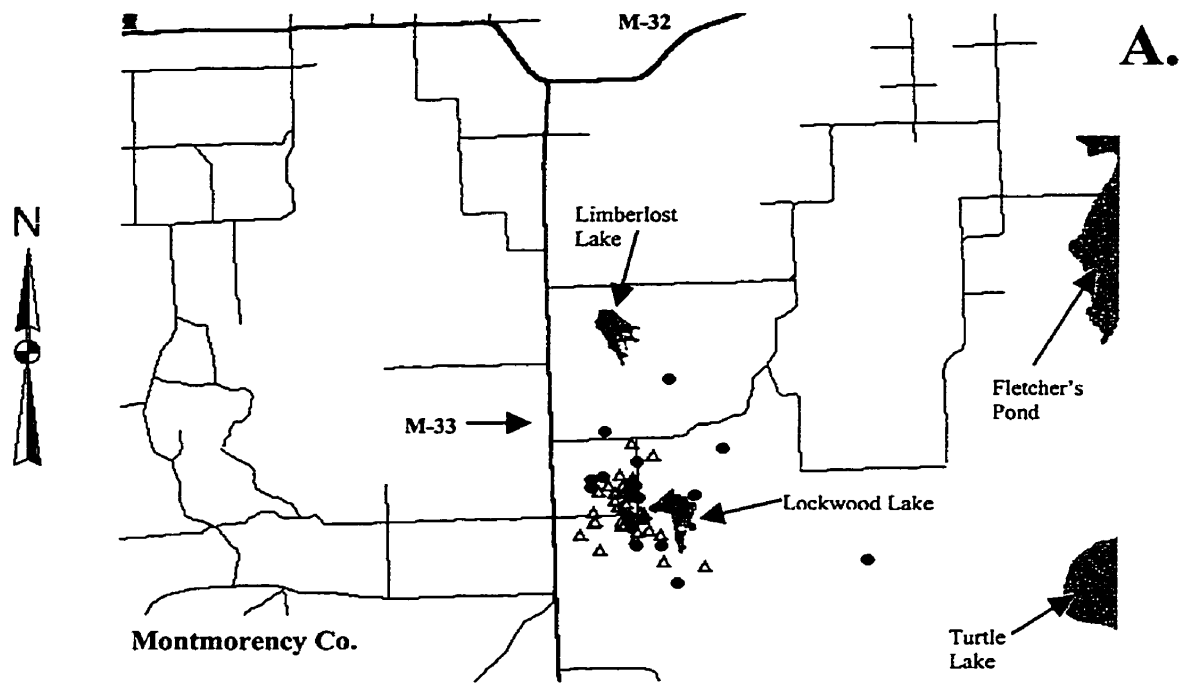 M-32
A.
N
Limberlost
Lake
Fletcher's
Pond
M-33
Lockwood Lake
Montmorency Co.
Turtle
Lake